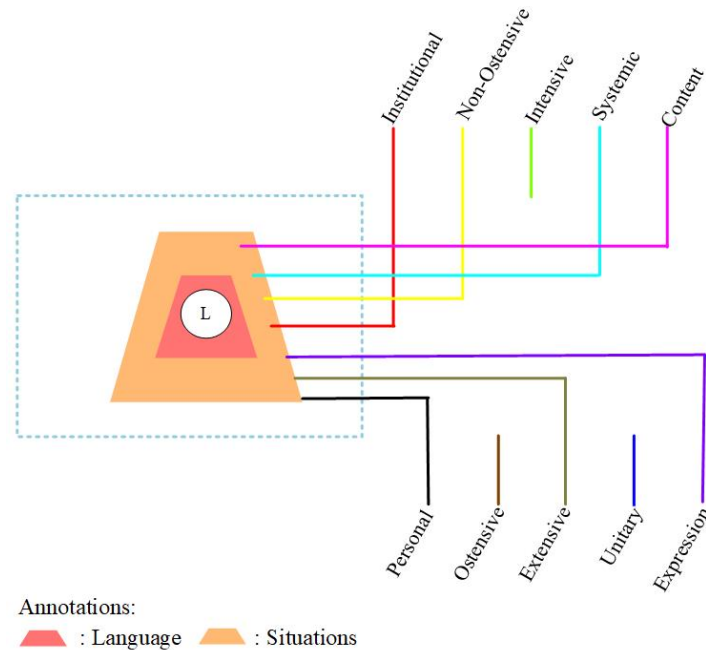 Institutional
Non-Ostensive
Intensive
Systemic
Content
L
Personal
Ostensive
Extensive
Unitary
Expression
Annotations:
: Language : Situations